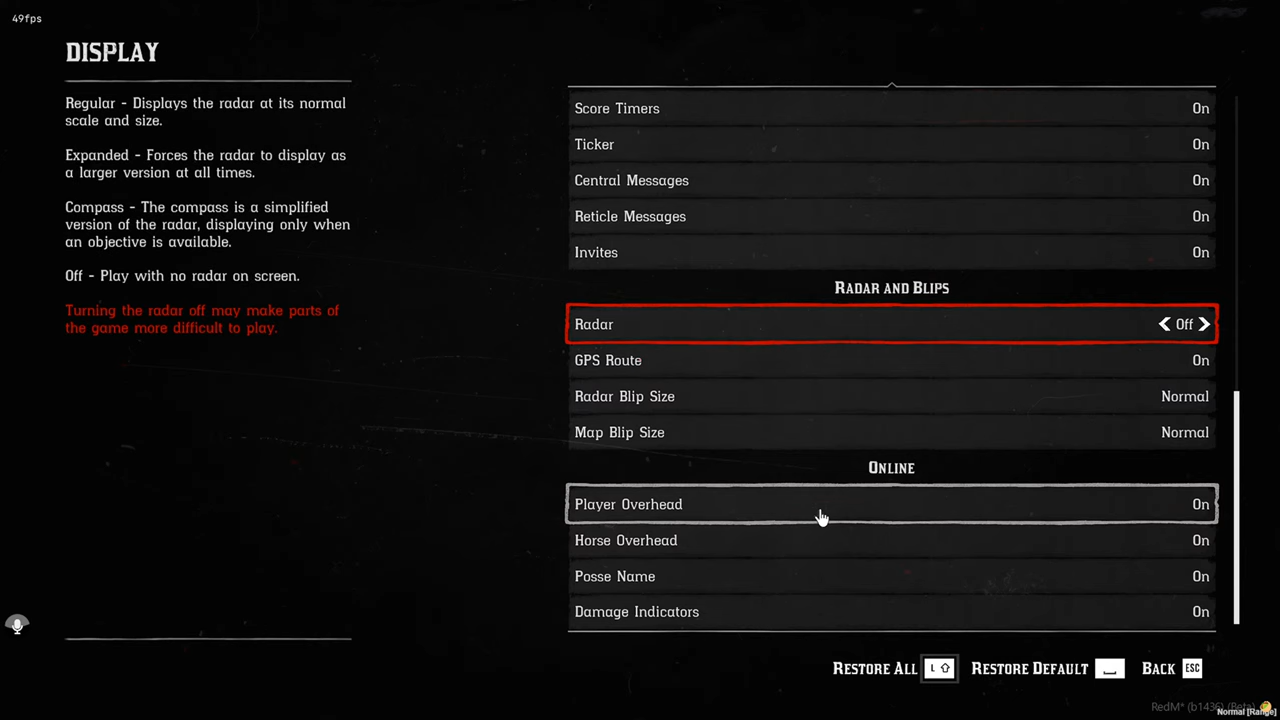 49fps
DISPLAY
Regular - Displays the radar at its normal
scale and size.
Expanded - Forces the radar to display as
a larger version at all times.
Compass - The compass is a simplified
version of the radar, displaying only when
an objective is available.
Off - Play with no radar on screen.
Turning the radar off may make parts of
the game more difficult to play.
Score Timers On
Ticker On
Central Messages On
Reticle Messages On
Invites On
RADAR AND BLIPS
Radar Off
GPS Route On
Radar Blip Size Normal
Map Blip Size Normal
ONLINE
Player Overhead On
Horse Overhead On
Posse Name On
Damage Indicators On
RESTORE ALL L ⇧ RESTORE DEFAULT BACK ESC
RedM* (b1436) (Beta)
Normal [Range]